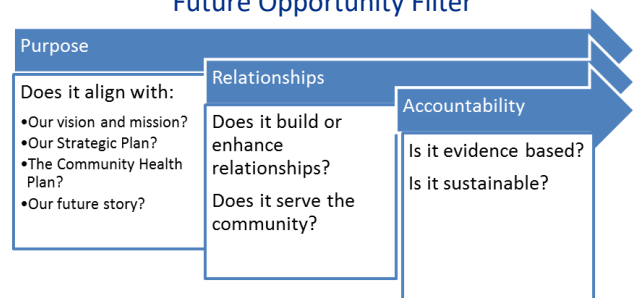 Future Opportunity Filter
Purpose
Does it align with:
•Our vision and mission?
•Our Strategic Plan?
•The Community Health
Plan?
•Our future story?
Relationships
Does it build or
enhance
relationships?
Does it serve the
community?
Accountability
Is it evidence based?
Is it sustainable?